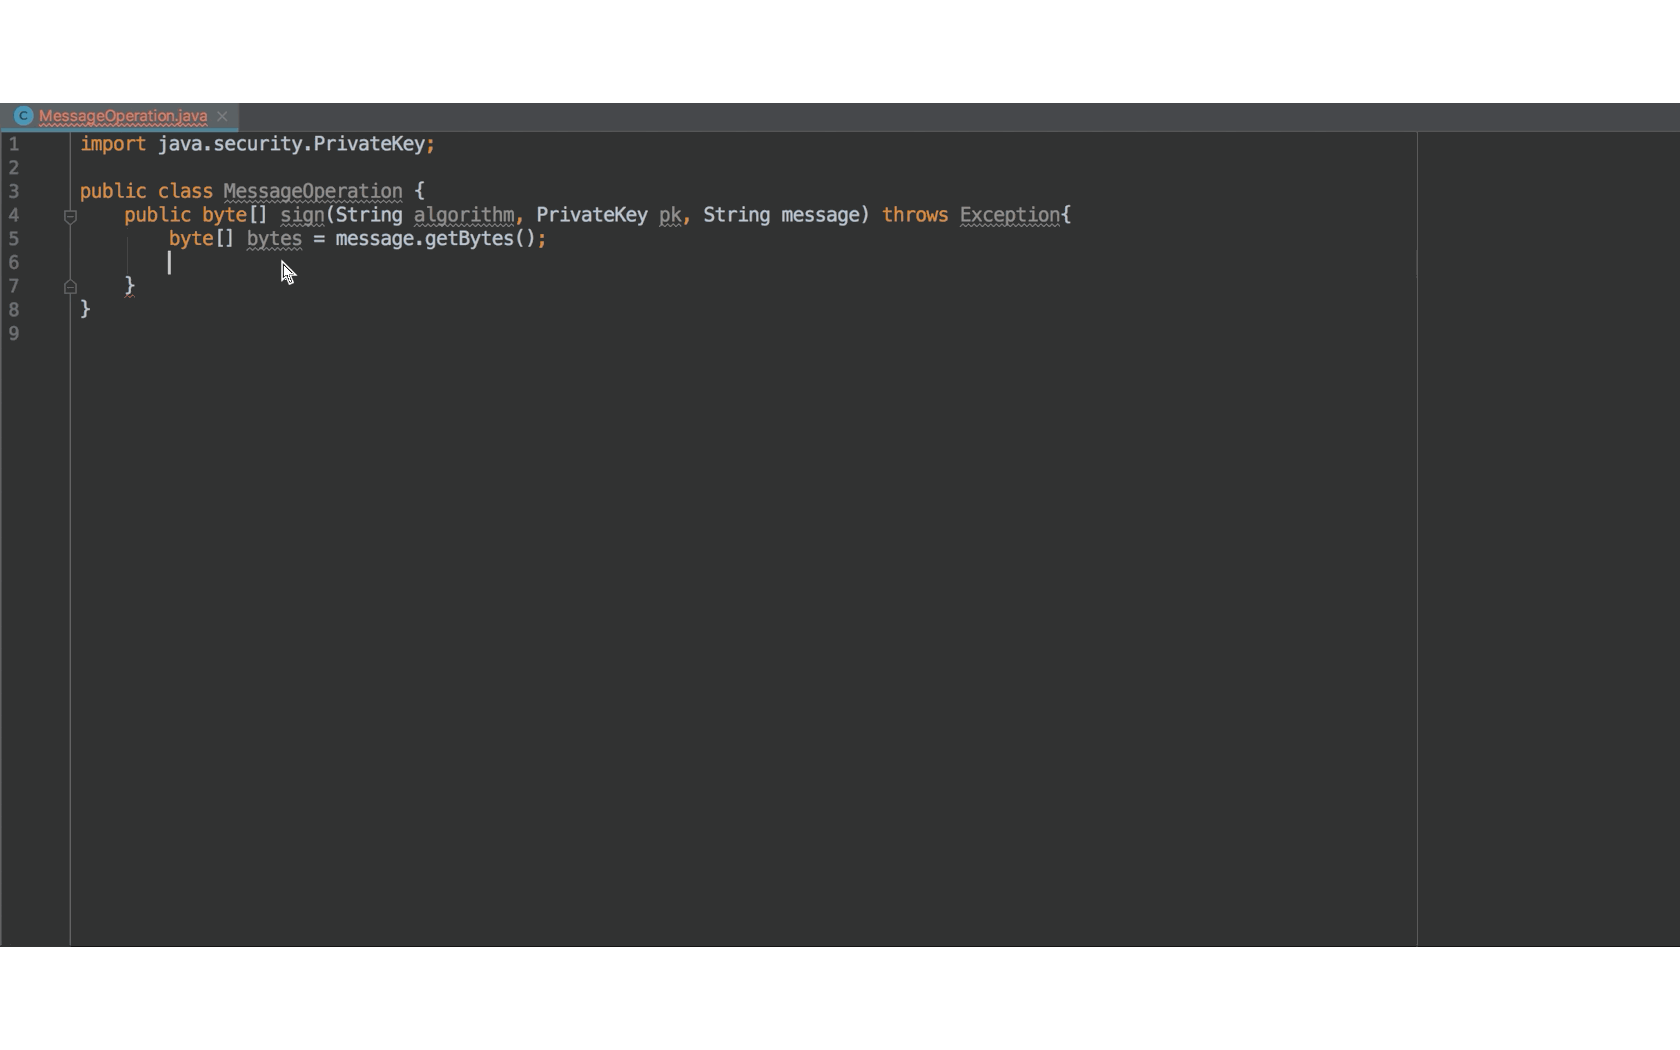 C MessageOperation.java ×
1 import java.security.PrivateKey;
2
3 public class MessageOperation {
4 public byte[] sign(String algorithm, PrivateKey pk, String message) throws Exception{
5 byte[] bytes = message.getBytes();
6
7 }
8 }
9